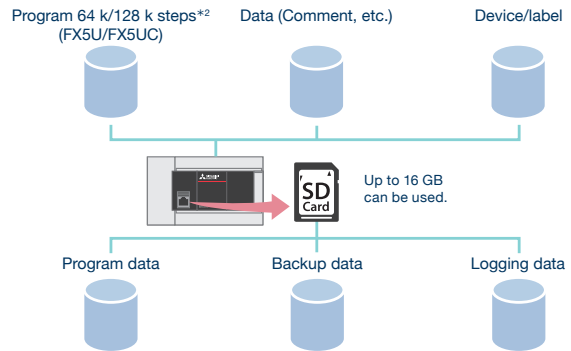 Program 64 k/128 k steps*2
(FX5U/FX5UC)
Data (Comment, etc.)
Device/label
SD
Card
Up to 16 GB
can be used.
Program data
Backup data
Logging data